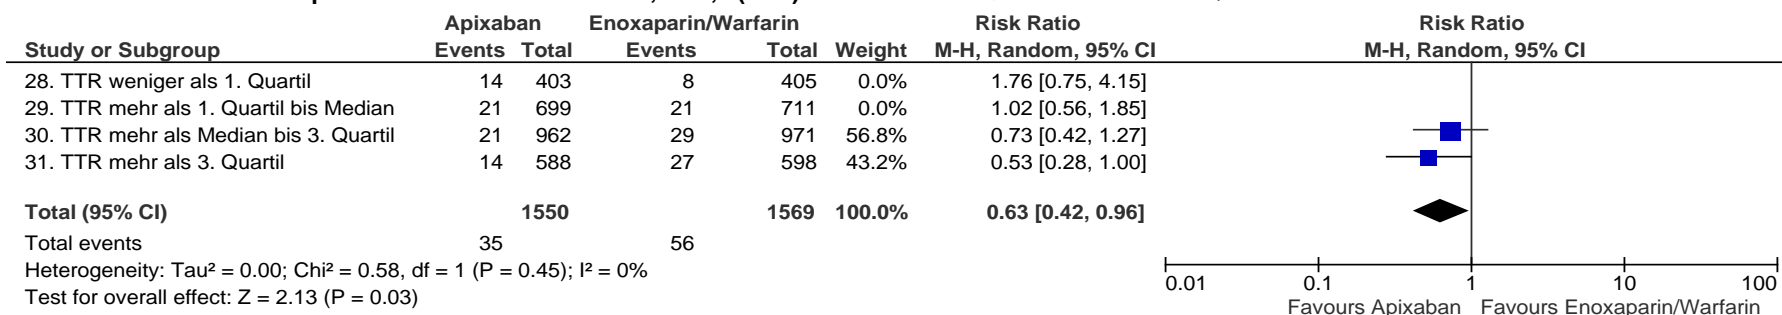 Apixaban Enoxaparin/Warfarin Risk Ratio Risk Ratio
Study or Subgroup Events Total Events Total Weight M-H, Random, 95% CI M-H, Random, 95% CI
28. TTR weniger als 1. Quartil 14 403 8 405 0.0% 1.76 [0.75, 4.15]
29. TTR mehr als 1. Quartil bis Median 21 699 21 711 0.0% 1.02 [0.56, 1.85]
30. TTR mehr als Median bis 3. Quartil 21 962 29 971 56.8% 0.73 [0.42, 1.27]
31. TTR mehr als 3. Quartil 14 588 27 598 43.2% 0.53 [0.28, 1.00]
Total (95% CI) 1550 1569 100.0% 0.63 [0.42, 0.96]
Total events 35 56
Heterogeneity: Tau² = 0.00; Chi² = 0.58, df = 1 (P = 0.45); I² = 0%
Test for overall effect: Z = 2.13 (P = 0.03)
0.01 0.1 1 10 100
Favours Apixaban Favours Enoxaparin/Warfarin